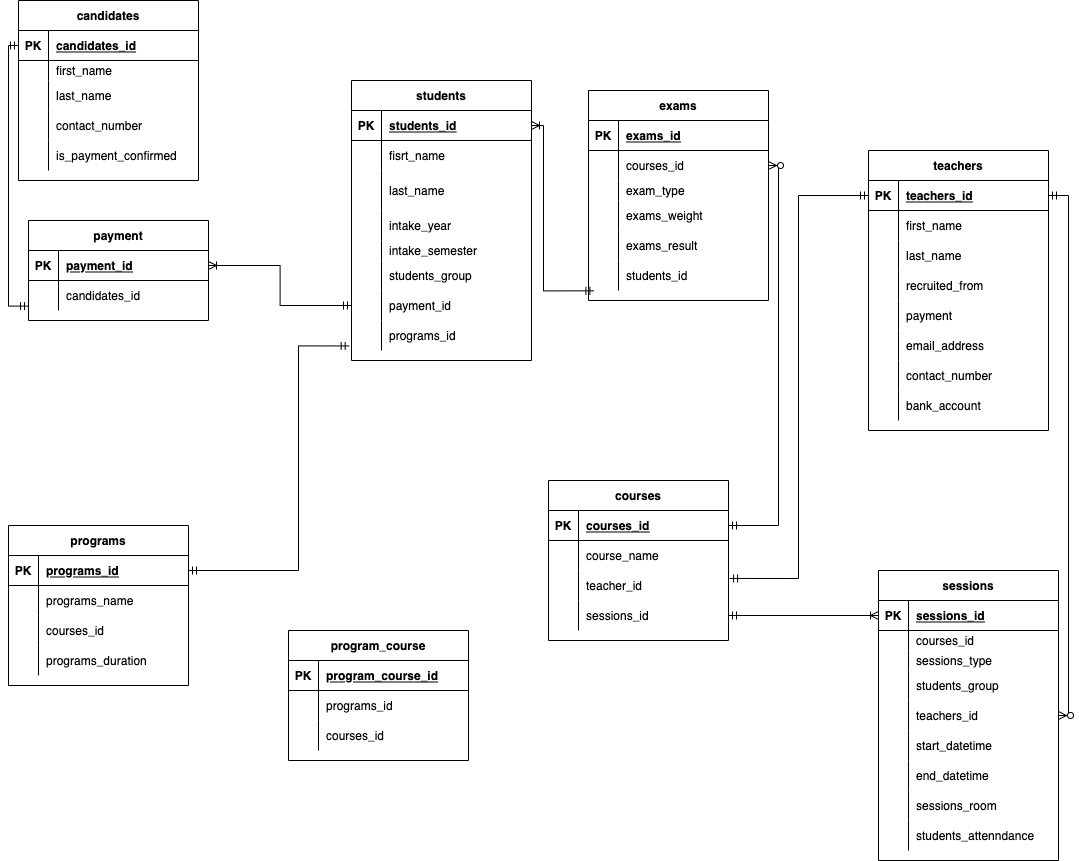 candidates
PK candidates_id
first_name
last_name
contact_number
is_payment_confirmed
payment
PK payment_id
candidates_id
students
PK students_id
fisrt_name
last_name
intake_year
intake_semester
students_group
payment_id
programs_id
exams
PK exams_id
courses_id
exam_type
exams_weight
exams_result
students_id
teachers
PK teachers_id
first_name
last_name
recruited_from
payment
email_address
contact_number
bank_account
programs
PK programs_id
programs_name
courses_id
programs_duration
program_course
PK program_course_id
programs_id
courses_id
courses
PK courses_id
course_name
teacher_id
sessions_id
sessions
PK sessions_id
courses_id
sessions_type
students_group
teachers_id
start_datetime
end_datetime
sessions_room
students_attenndance